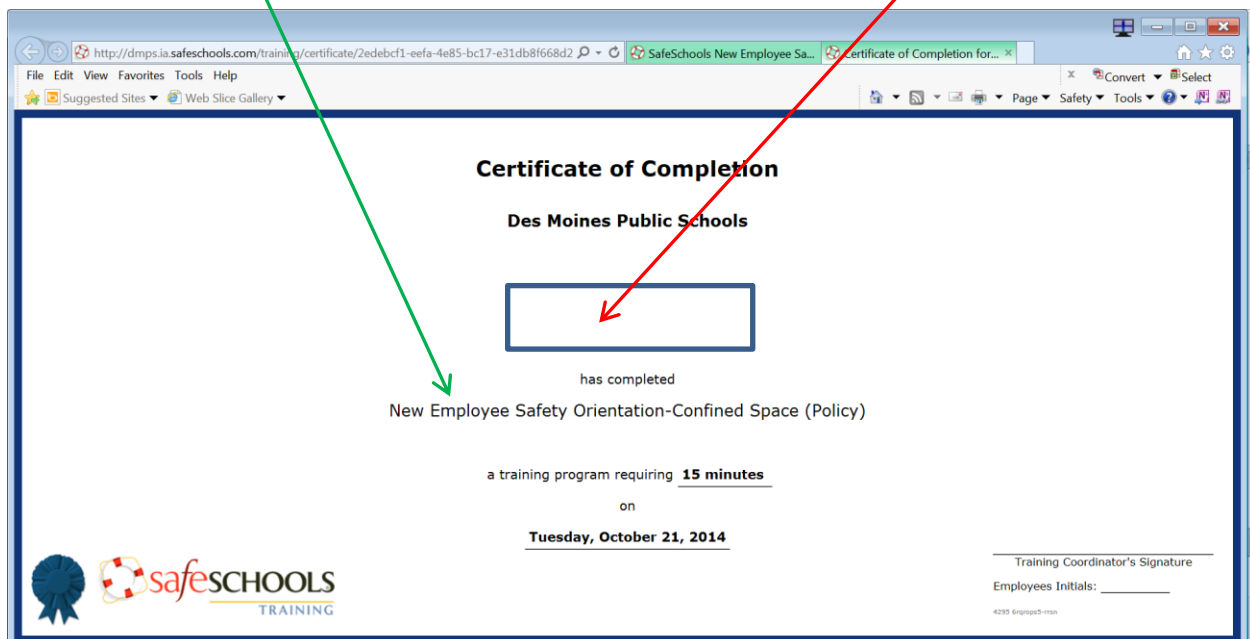 http://dmps.ia.safeschools.com/training/certificate/2edebcf1-eefa-4e85-bc17-e31db8f668d2 SafeSchools New Employee Sa... Certificate of Completion for... ×
File Edit View Favorites Tools Help x Convert Select
Suggested Sites Web Slice Gallery Page Safety Tools
Certificate of Completion
Des Moines Public Schools
has completed
New Employee Safety Orientation-Confined Space (Policy)
a training program requiring 15 minutes
on
Tuesday, October 21, 2014
Training Coordinator's Signature
Employees Initials:
safeSCHOOLS
TRAINING